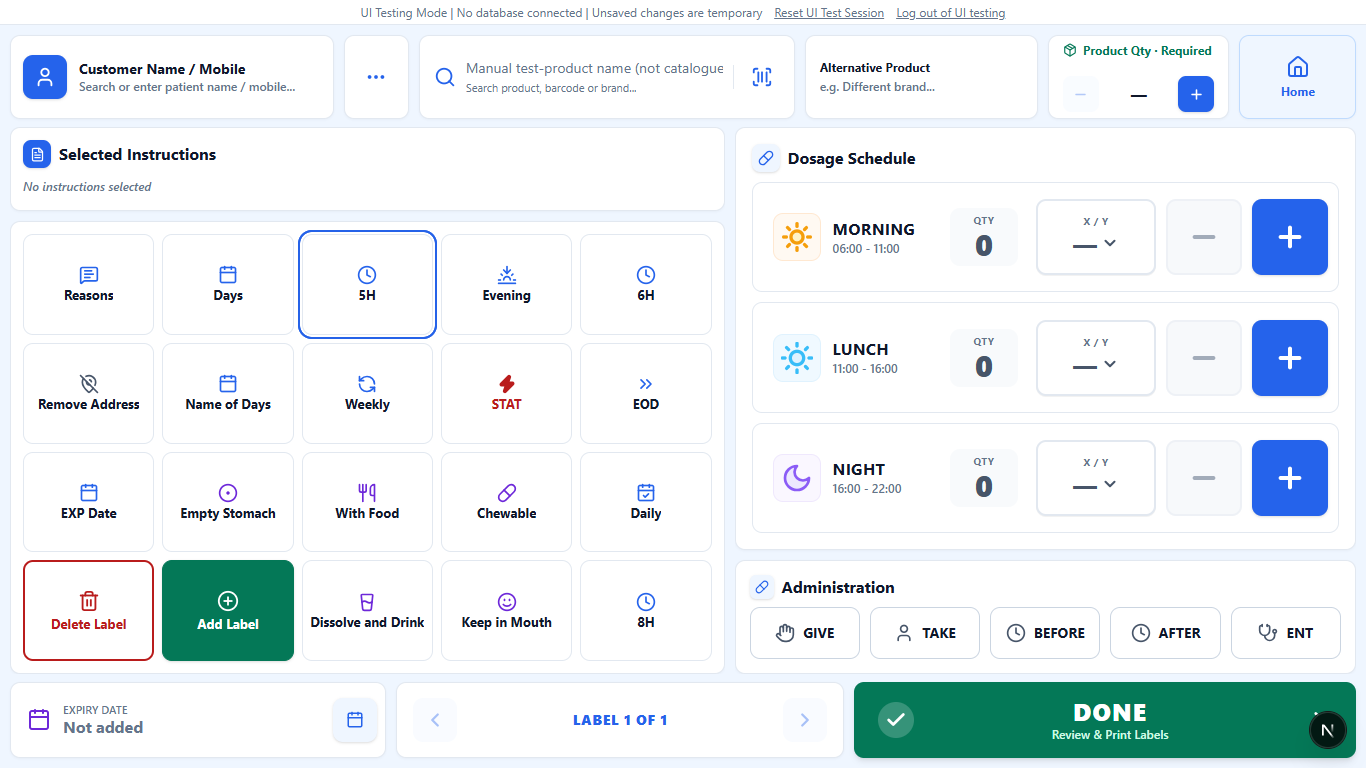 UI Testing Mode | No database connected | Unsaved changes are temporary Reset UI Test Session Log out of UI testing
Customer Name / Mobile
Search or enter patient name / mobile...
Manual test-product name (not catalogue
Search product, barcode or brand...
Alternative Product
e.g. Different brand...
Product Qty · Required
—
Home
Selected Instructions
No instructions selected
Reasons
Days
5H
Evening
6H
Remove Address
Name of Days
Weekly
STAT
EOD
EXP Date
Empty Stomach
With Food
Chewable
Daily
Delete Label
Add Label
Dissolve and Drink
Keep in Mouth
8H
Dosage Schedule
MORNING
06:00 - 11:00
QTY
0
X / Y
—
LUNCH
11:00 - 16:00
QTY
0
X / Y
—
NIGHT
16:00 - 22:00
QTY
0
X / Y
—
Administration
GIVE
TAKE
BEFORE
AFTER
ENT
EXPIRY DATE
Not added
LABEL 1 OF 1
DONE
Review & Print Labels
N